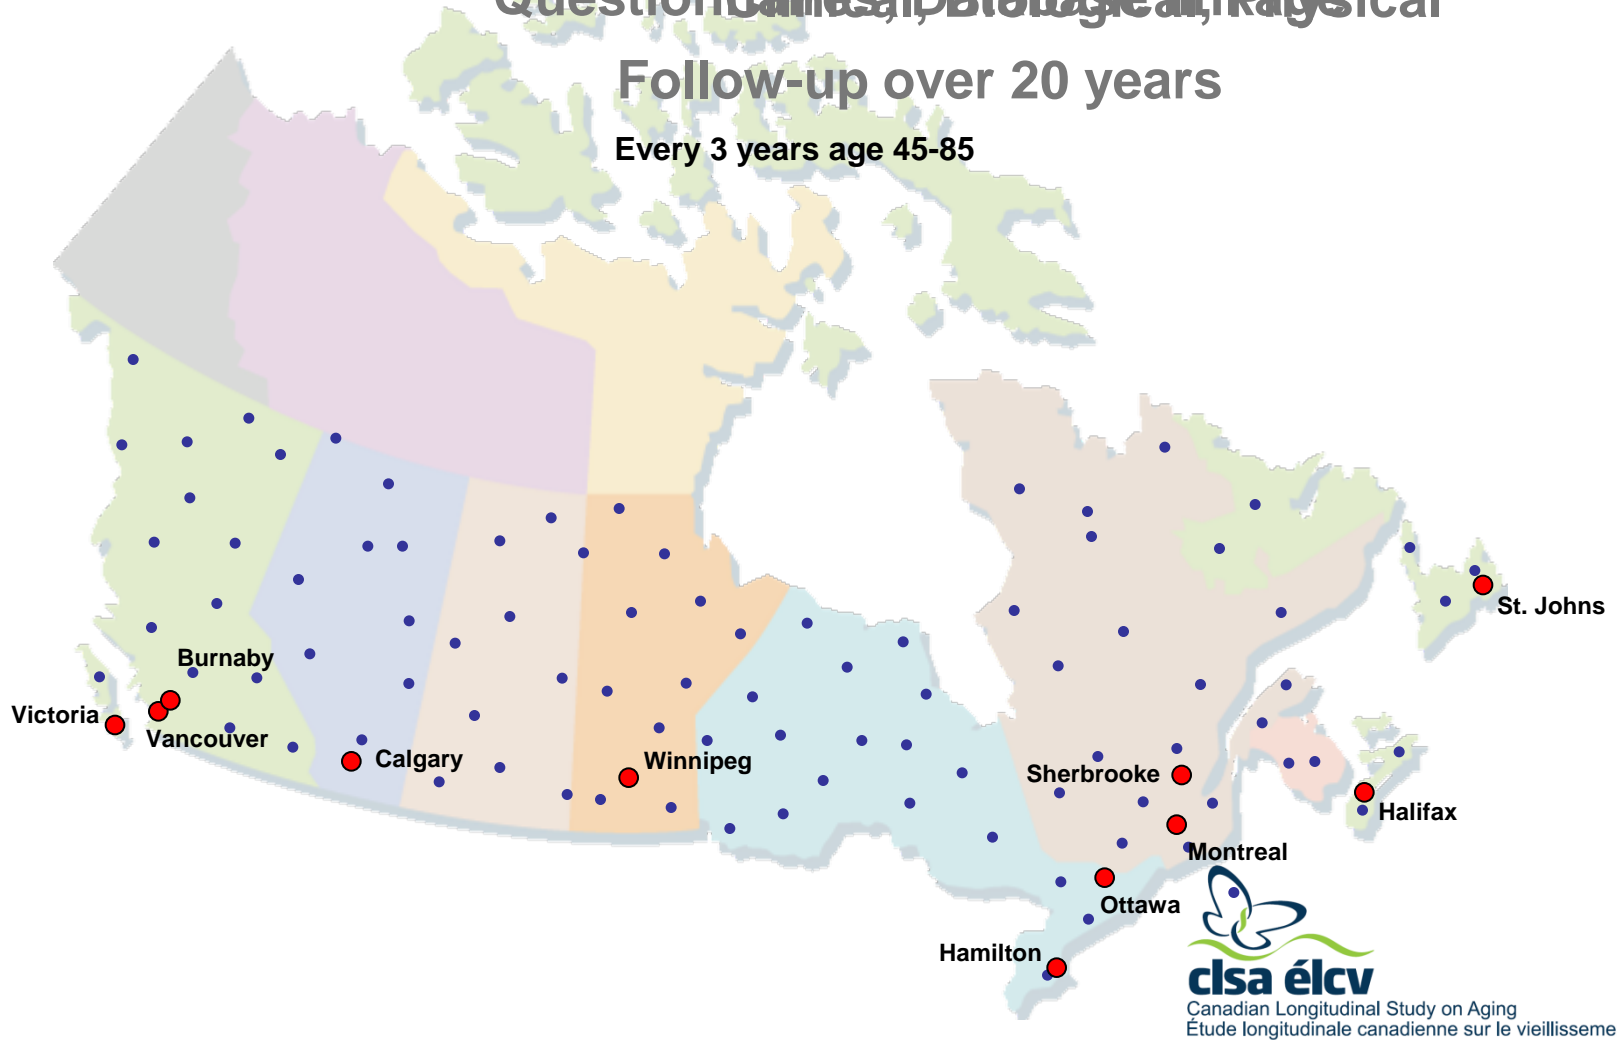 Follow-up over 20 years
Every 3 years age 45-85
St. Johns
Burnaby
Victoria
Vancouver
Calgary
Winnipeg
Sherbrooke
Halifax
Montreal
Ottawa
Hamilton
clsa élcv
Canadian Longitudinal Study on Aging
Étude longitudinale canadienne sur le vieillisseme